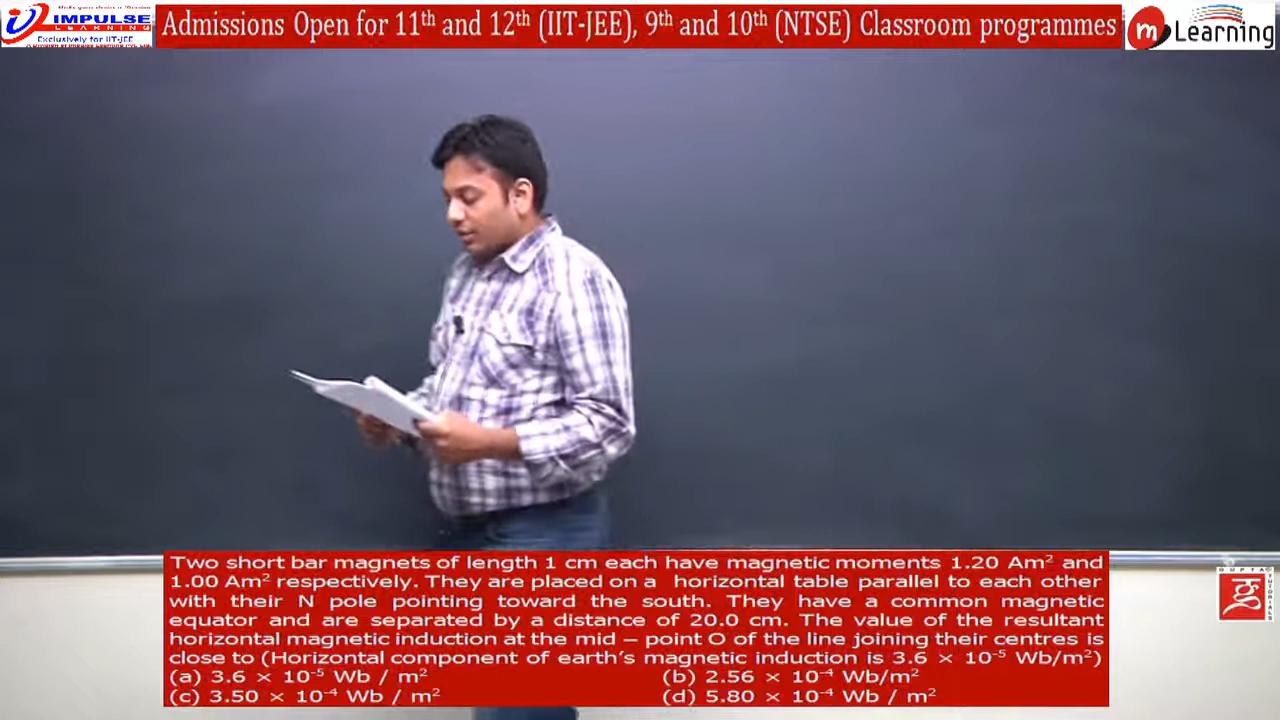 IMPULSE
LEARNING
Exclusively for IIT-JEE
Admissions Open for 11th and 12th (IIT-JEE), 9th and 10th (NTSE) Classroom programmes
m Learning
Two short bar magnets of length 1 cm each have magnetic moments 1.20 Am² and
1.00 Am² respectively. They are placed on a horizontal table parallel to each other
with their N pole pointing toward the south. They have a common magnetic
equator and are separated by a distance of 20.0 cm. The value of the resultant
horizontal magnetic induction at the mid – point O of the line joining their centres is
close to (Horizontal component of earth's magnetic induction is 3.6 × 10⁻⁵ Wb/m²)
(a) 3.6 × 10⁻⁵ Wb / m² (b) 2.56 × 10⁻⁴ Wb/m²
(c) 3.50 × 10⁻⁴ Wb / m² (d) 5.80 × 10⁻⁴ Wb / m²
GUPTA
TUTORIALS